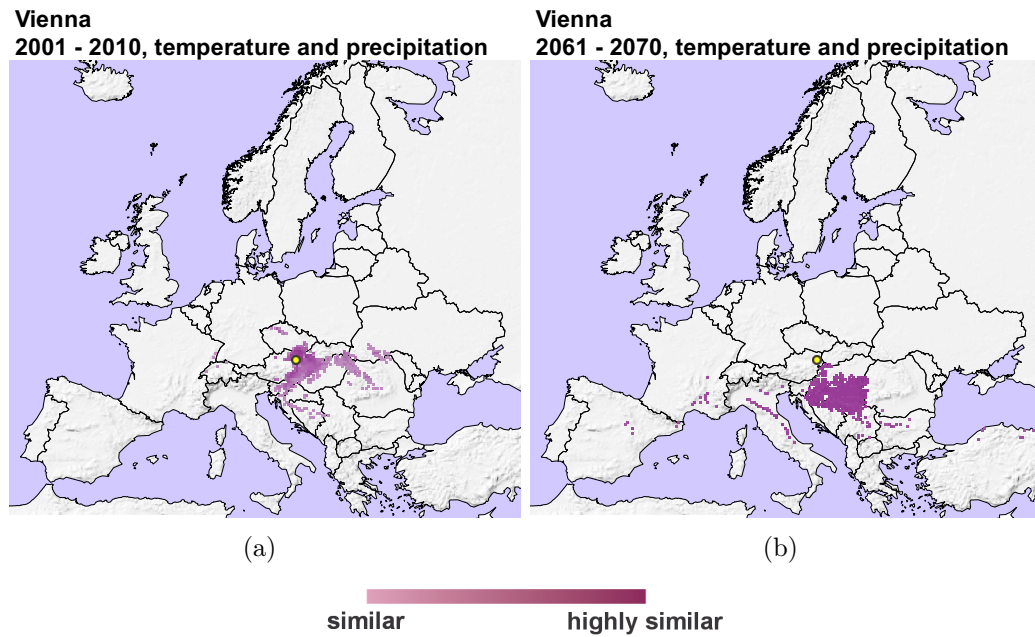 Vienna
2001 - 2010, temperature and precipitation
Vienna
2061 - 2070, temperature and precipitation
(a)
(b)
similar
highly similar